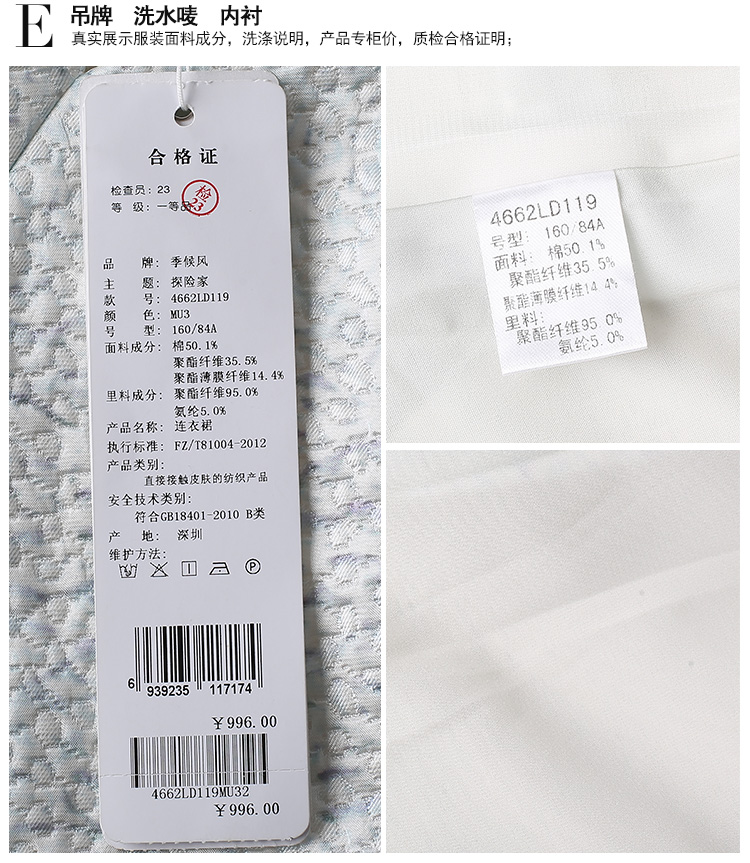 E 吊牌 洗水唛 内衬
真实展示服装面料成分，洗涤说明，产品专柜价，质检合格证明；
合格证
检查员：23
检 23
等 级：一等品
品 牌：季候风
主 题：探险家
款 号：4662LD119
颜 色：MU3
号 型：160/84A
面料成分：棉50.1%
聚酯纤维35.5%
聚酯薄膜纤维14.4%
里料成分：聚酯纤维95.0%
氨纶5.0%
产品名称：连衣裙
执行标准：FZ/T81004-2012
产品类别：
直接接触皮肤的纺织产品
安全技术类别：
符合GB18401-2010 B类
产 地：深圳
维护方法：
P
6 939235 117174
￥996.00
4662LD119MU32
￥996.00
4662LD119
号型：160/84A
面料：棉50.1%
聚酯纤维35.5%
聚酯薄膜纤维14.4%
里料：
聚酯纤维95.0%
氨纶5.0%